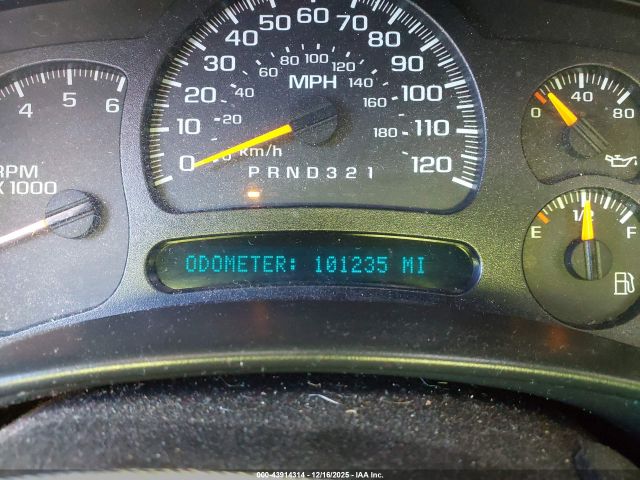 4 5 6
RPM
X 1000
0 10 20 30 40 50 60 70 80 90 100 110 120
MPH
20 40 60 80 100 120 140 160 180
km/h
P R N D 3 2 1
ODOMETER: 101235 MI
0 40 80
E 1/2 F
00-43914314 - 12/16/2025 - IAA Inc.